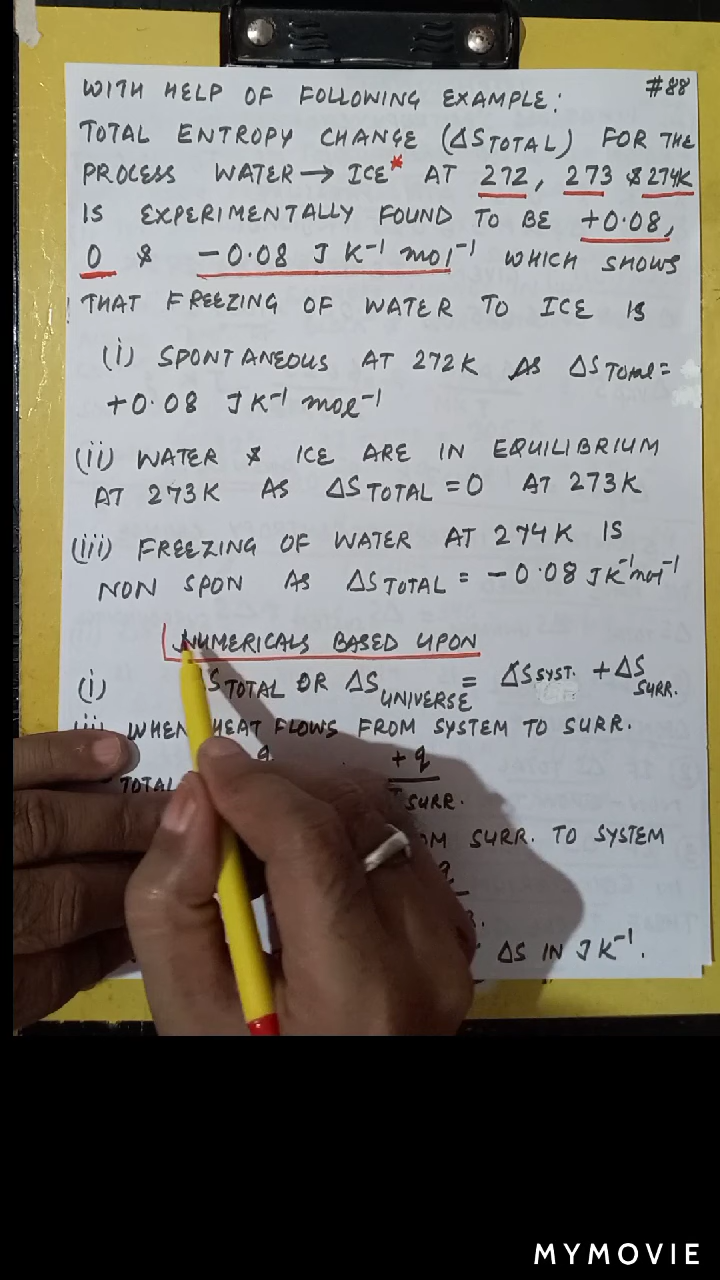 #88
WITH HELP OF FOLLOWING EXAMPLE:
TOTAL ENTROPY CHANGE (ΔS TOTAL) FOR THE
PROCESS WATER → ICE* AT 272, 273 & 274K
IS EXPERIMENTALLY FOUND TO BE +0.08,
0 & -0.08 J K⁻¹ mol⁻¹ WHICH SHOWS
THAT FREEZING OF WATER TO ICE IS
(i) SPONTANEOUS AT 272K AS ΔS TOTAL =
+0.08 J K⁻¹ mol⁻¹
(ii) WATER & ICE ARE IN EQUILIBRIUM
AT 273K AS ΔS TOTAL = 0 AT 273K
(iii) FREEZING OF WATER AT 274K IS
NON SPON AS ΔS TOTAL = -0.08 JK⁻¹mol⁻¹
NUMERICALS BASED UPON
(i) S TOTAL OR ΔS UNIVERSE = ΔS SYST. + ΔS SURR.
WHEN HEAT FLOWS FROM SYSTEM TO SURR.
TOTAL +q
SURR.
SURR. TO SYSTEM
ΔS IN J K⁻¹.
MYMOVIE